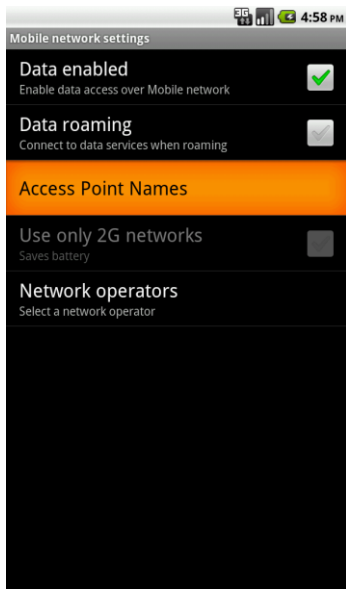 3G 4:58 PM
Mobile network settings
Data enabled
Enable data access over Mobile network
Data roaming
Connect to data services when roaming
Access Point Names
Use only 2G networks
Saves battery
Network operators
Select a network operator